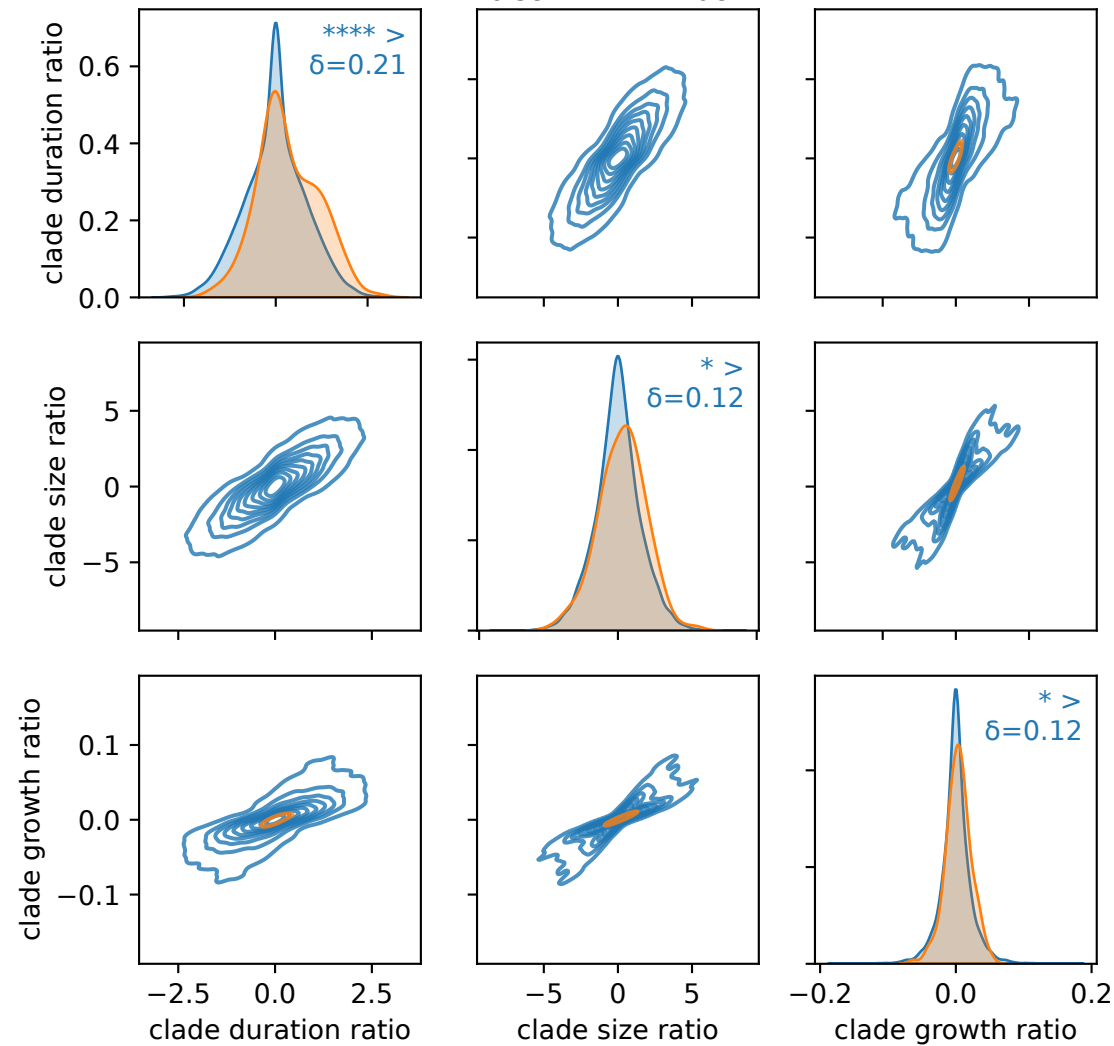 clade duration ratio
0.6
0.4
0.2
0.0
**** >
δ=0.21
clade size ratio
5
0
−5
* >
δ=0.12
clade growth ratio
0.1
0.0
−0.1
* >
δ=0.12
−2.5 0.0 2.5
−5 0 5
−0.2 0.0 0.2
clade duration ratio
clade size ratio
clade growth ratio